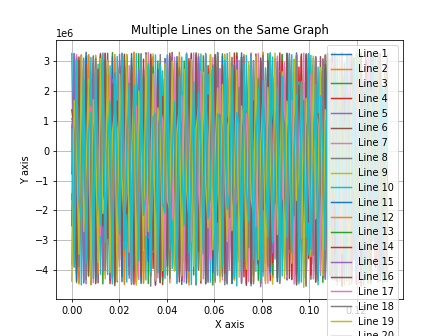 Multiple Lines on the Same Graph
1e6
3
2
1
0
−1
−2
−3
−4
Y axis
0.00
0.02
0.04
0.06
0.08
0.10
X axis
Line 1
Line 2
Line 3
Line 4
Line 5
Line 6
Line 7
Line 8
Line 9
Line 10
Line 11
Line 12
Line 13
Line 14
Line 15
Line 16
Line 17
Line 18
Line 19
Line 20